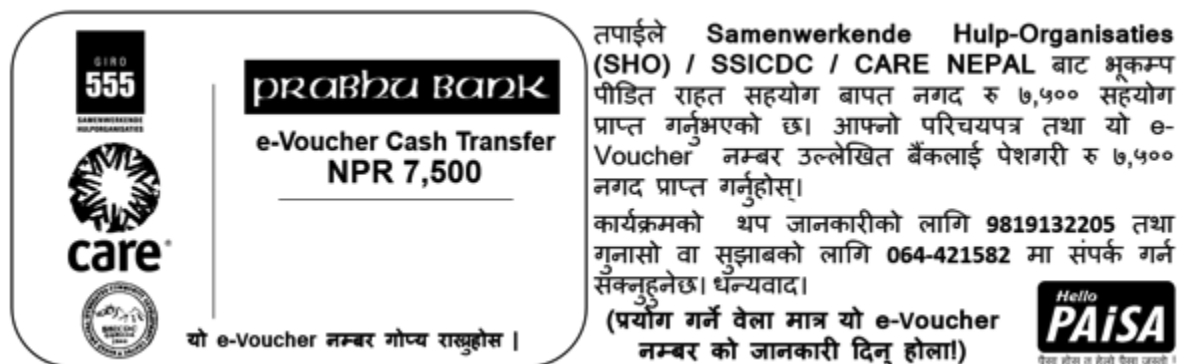 GIRO
555
SAMENWERKENDE
HULPORGANISATIES
care®
SSICDC
PRABHU BANK
e-Voucher Cash Transfer
NPR 7,500
यो e-Voucher नम्बर गोप्य राख्नुहोस |
तपाईले Samenwerkende Hulp-Organisaties
(SHO) / SSICDC / CARE NEPAL बाट भूकम्प
पीडित राहत सहयोग बापत नगद रु ७,५०० सहयोग
प्राप्त गर्नुभएको छ। आफ्नो परिचयपत्र तथा यो e-
Voucher नम्बर उल्लेखित बैंकलाई पेशगरी रु ७,५००
नगद प्राप्त गर्नुहोस्।
कार्यक्रमको थप जानकारीको लागि 9819132205 तथा
गुनासो वा सुझाबको लागि 064-421582 मा संपर्क गर्न
सक्नुहुनेछ। धन्यवाद।
(प्रयोग गर्ने वेला मात्र यो e-Voucher
नम्बर को जानकारी दिनु होला!)
Hello
PAiSA